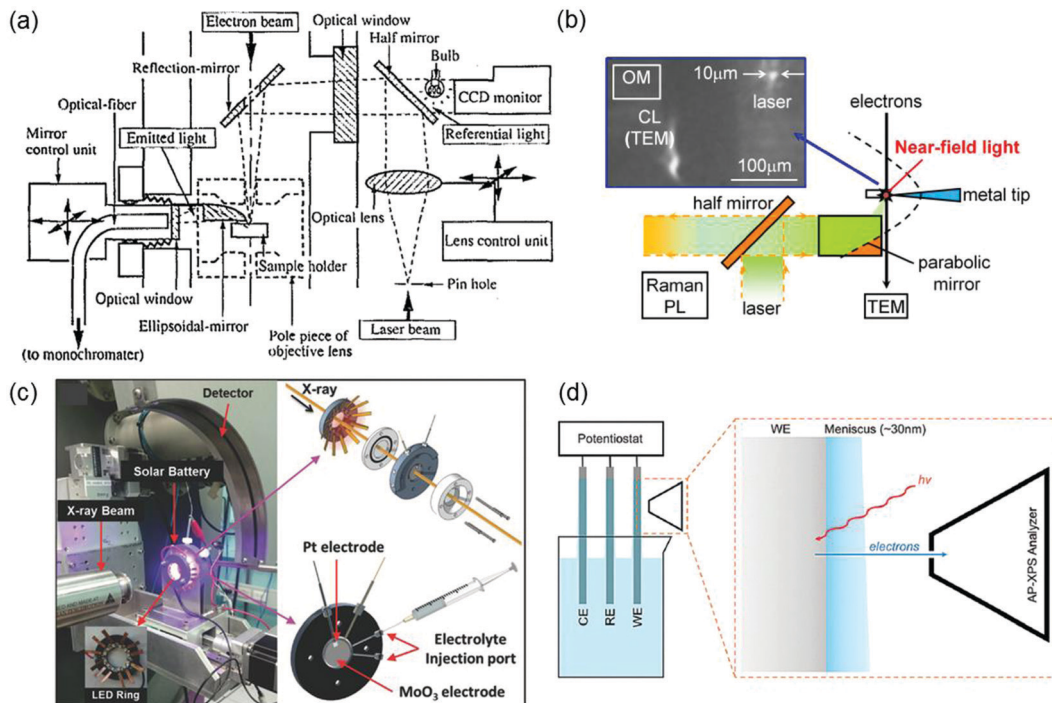 (a)
Electron beam
Optical window
Half mirror
Bulb
Reflection-mirror
CCD monitor
Optical-fiber
Mirror
control unit
Emitted light
Referential light
Optical lens
Lens control unit
Sample holder
Pin hole
Optical window
Ellipsoidal-mirror
Laser beam
Pole piece of
objective lens
(to monochromater)
(b)
OM
10μm
laser
CL
(TEM)
100μm
electrons
Near-field light
metal tip
half mirror
parabolic
mirror
Raman
PL
laser
TEM
(c)
Detector
Solar Battery
X-ray Beam
LED Ring
X-ray
Pt electrode
Electrolyte
Injection port
MoO₃ electrode
(d)
Potentiostat
CE
RE
WE
WE
Meniscus (~30nm)
hν
electrons
AP-XPS Analyzer